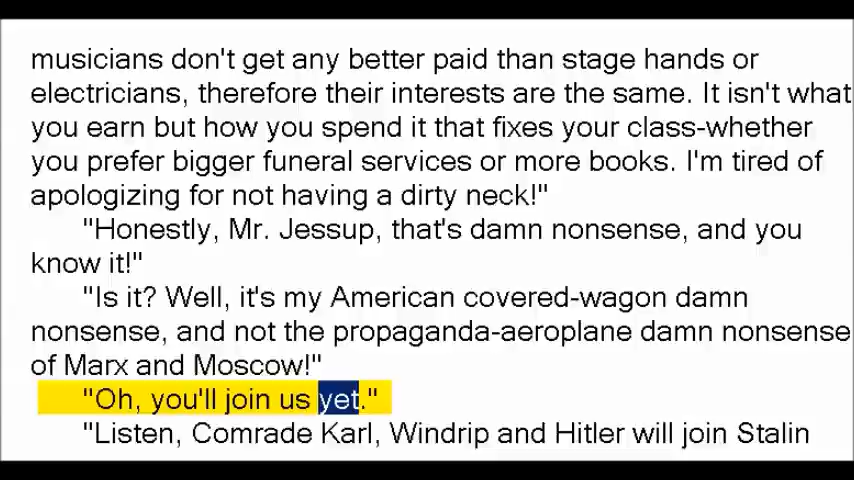 musicians don't get any better paid than stage hands or
electricians, therefore their interests are the same. It isn't what
you earn but how you spend it that fixes your class-whether
you prefer bigger funeral services or more books. I'm tired of
apologizing for not having a dirty neck!"
"Honestly, Mr. Jessup, that's damn nonsense, and you
know it!"
"Is it? Well, it's my American covered-wagon damn
nonsense, and not the propaganda-aeroplane damn nonsense
of Marx and Moscow!"
"Oh, you'll join us yet."
"Listen, Comrade Karl, Windrip and Hitler will join Stalin